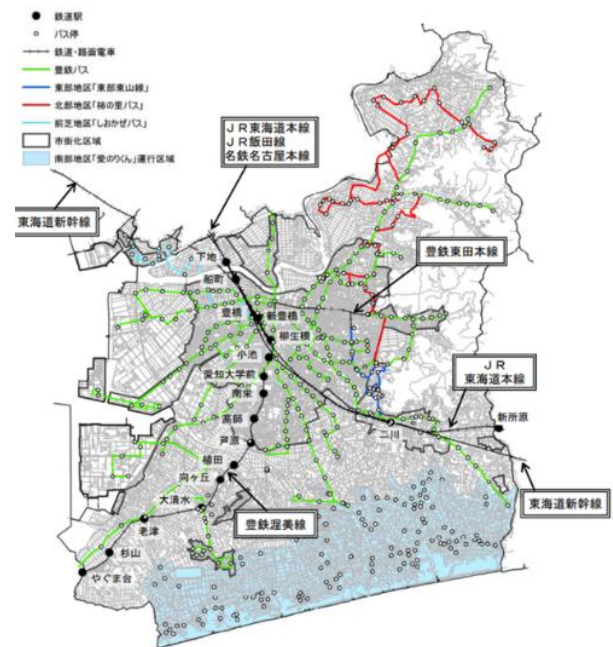 鉄道駅
バス停
鉄道・路面電車
豊鉄バス
東部地区「東部東山線」
北部地区「柿の里バス」
前芝地区「しおかぜバス」
市街化区域
南部地区「愛のりくん」運行区域
JR東海道本線
JR飯田線
名鉄名古屋本線
東海道新幹線
下地
船町
豊橋
新豊橋
柳生橋
小池
愛知大学前
南栄
高師
芦原
植田
向ヶ丘
大清水
老津
杉山
やぐま台
豊鉄東田本線
JR
東海道本線
新所原
二川
東海道新幹線
豊鉄渥美線